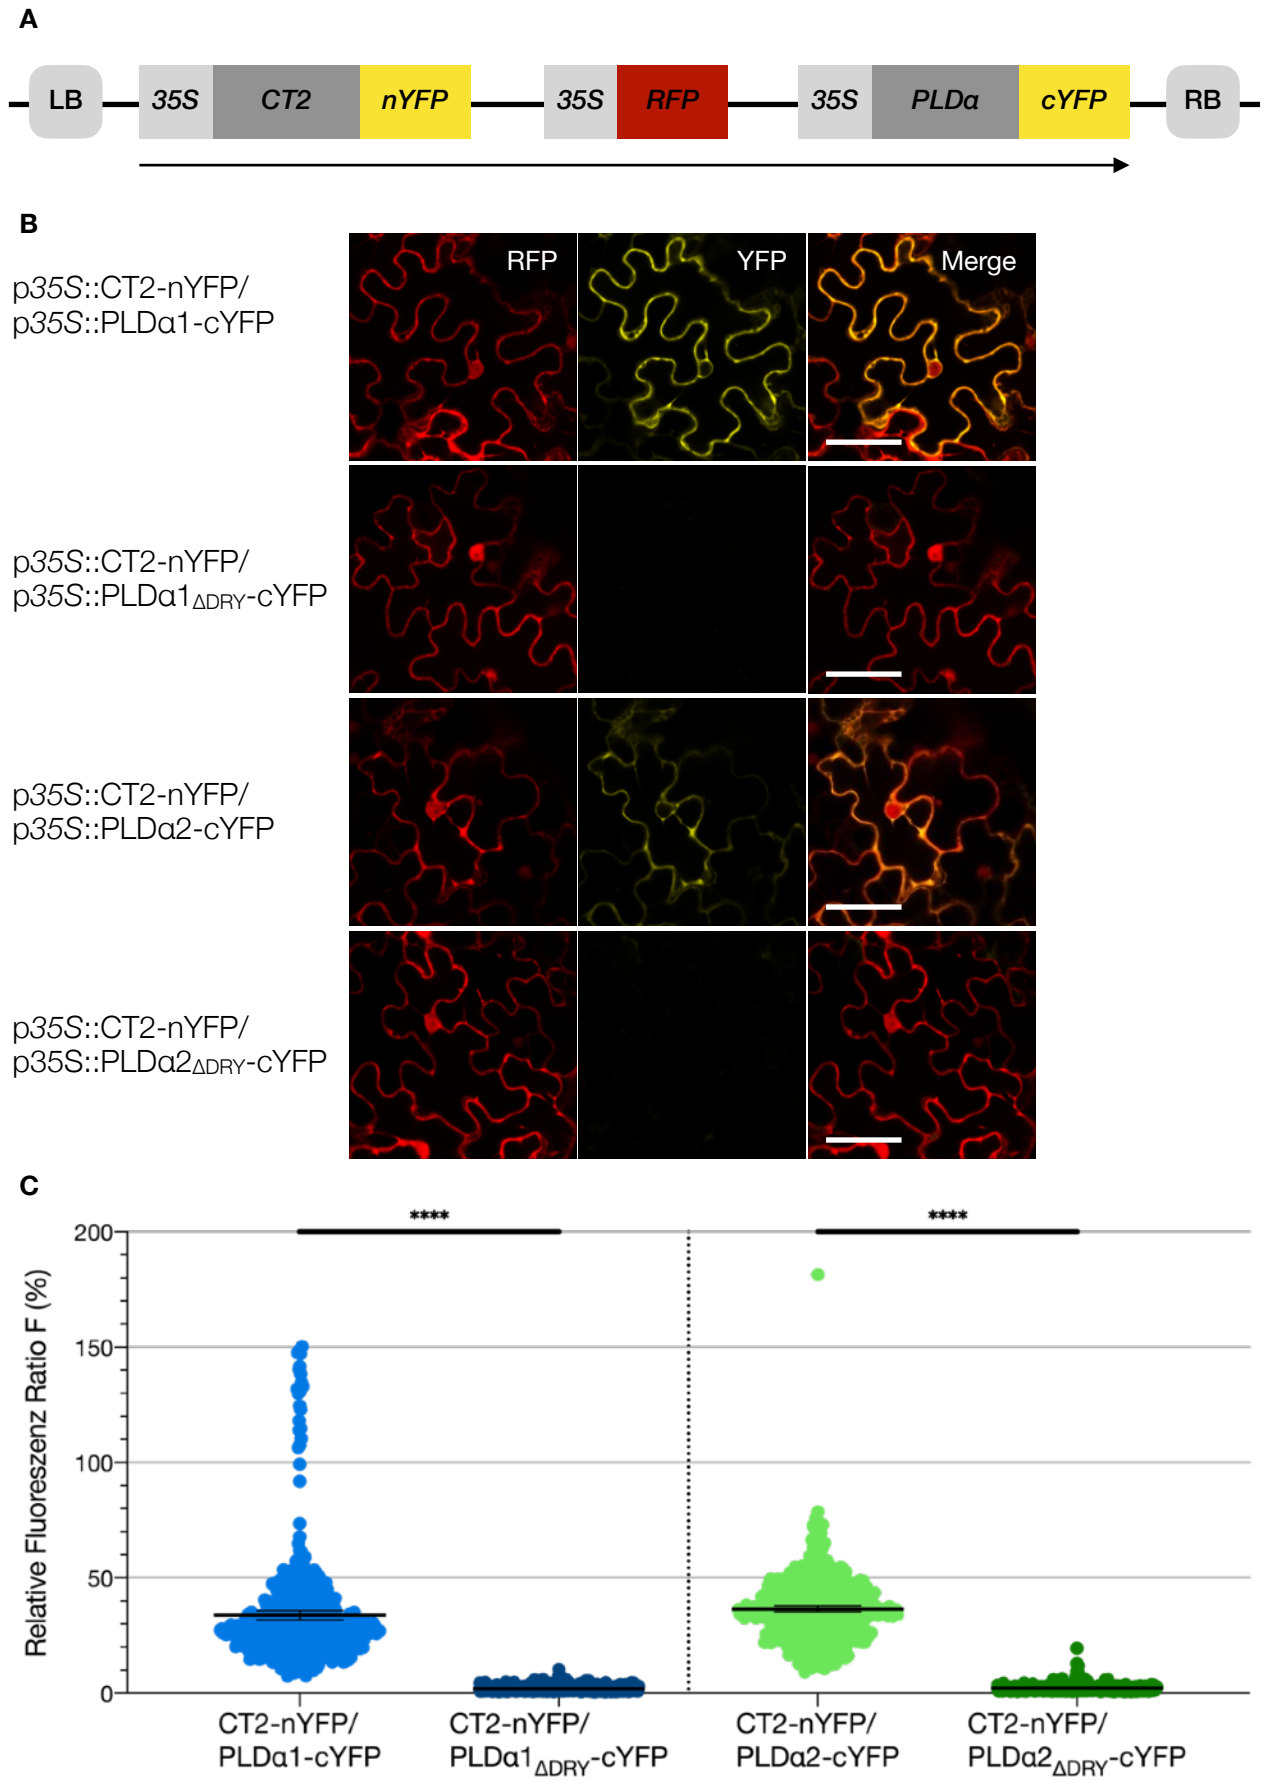 A
LB 35S CT2 nYFP 35S RFP 35S PLDα cYFP RB
B
RFP YFP Merge
p35S::CT2-nYFP/
p35S::PLDα1-cYFP
p35S::CT2-nYFP/
p35S::PLDα1ΔDRY-cYFP
p35S::CT2-nYFP/
p35S::PLDα2-cYFP
p35S::CT2-nYFP/
p35S::PLDα2ΔDRY-cYFP
C
**** ****
Relative Fluoreszenz Ratio F (%)
200
150
100
50
0
CT2-nYFP/
PLDα1-cYFP
CT2-nYFP/
PLDα1ΔDRY-cYFP
CT2-nYFP/
PLDα2-cYFP
CT2-nYFP/
PLDα2ΔDRY-cYFP